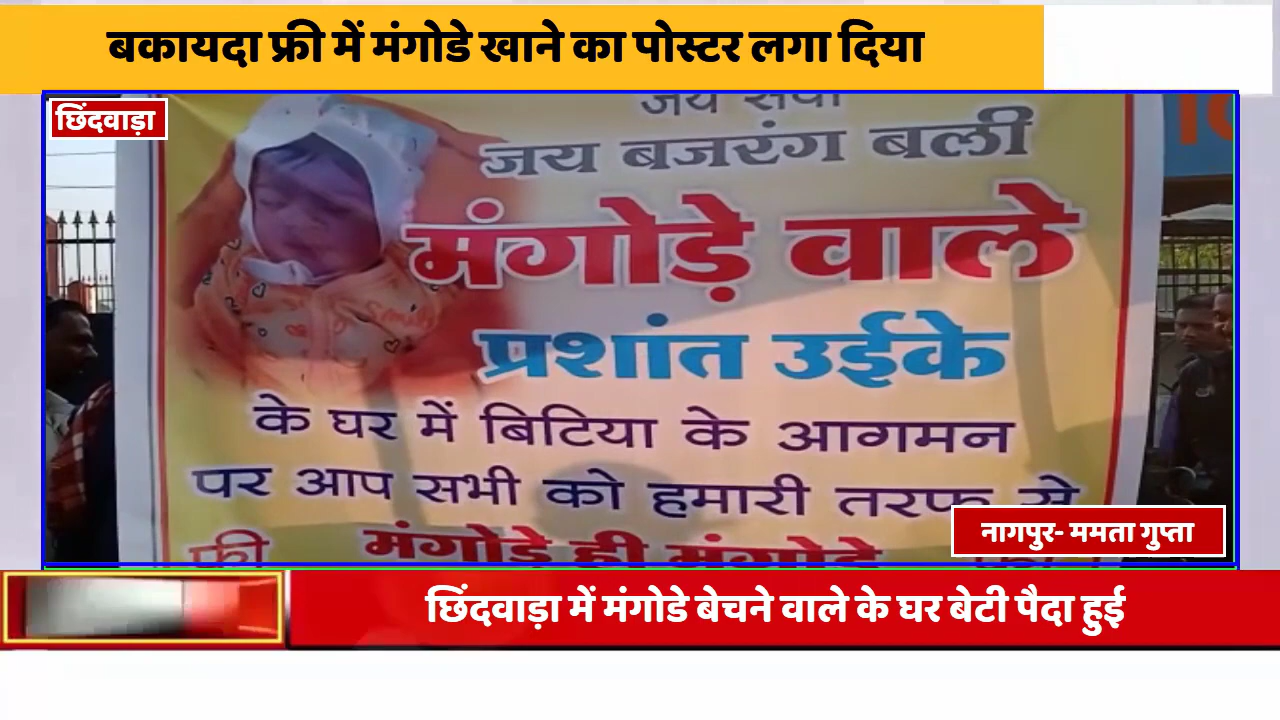 बकायदा फ्री में मंगोडे खाने का पोस्टर लगा दिया
छिंदवाड़ा
जय सेवा
जय बजरंग बली
मंगोड़े वाले
प्रशांत उईके
के घर में बिटिया के आगमन
पर आप सभी को हमारी तरफ से
फ्री मंगोड़े ही मंगोड़े
नागपुर- ममता गुप्ता
छिंदवाड़ा में मंगोडे बेचने वाले के घर बेटी पैदा हुई